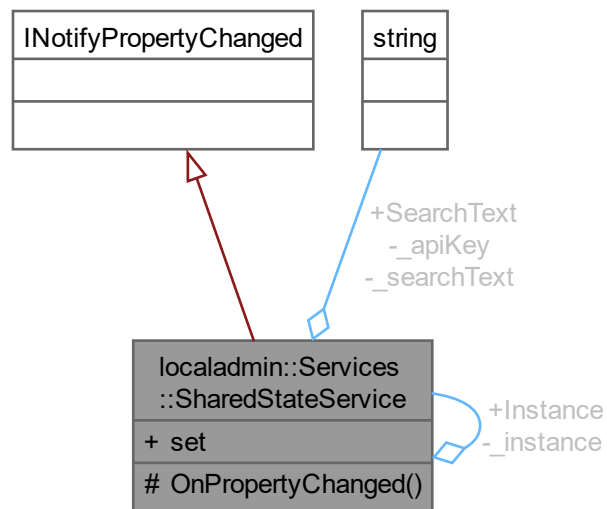 INotifyPropertyChanged
string
+SearchText
-_apiKey
-_searchText
localadmin::Services
::SharedStateService
+ set
# OnPropertyChanged()
+Instance
-_instance